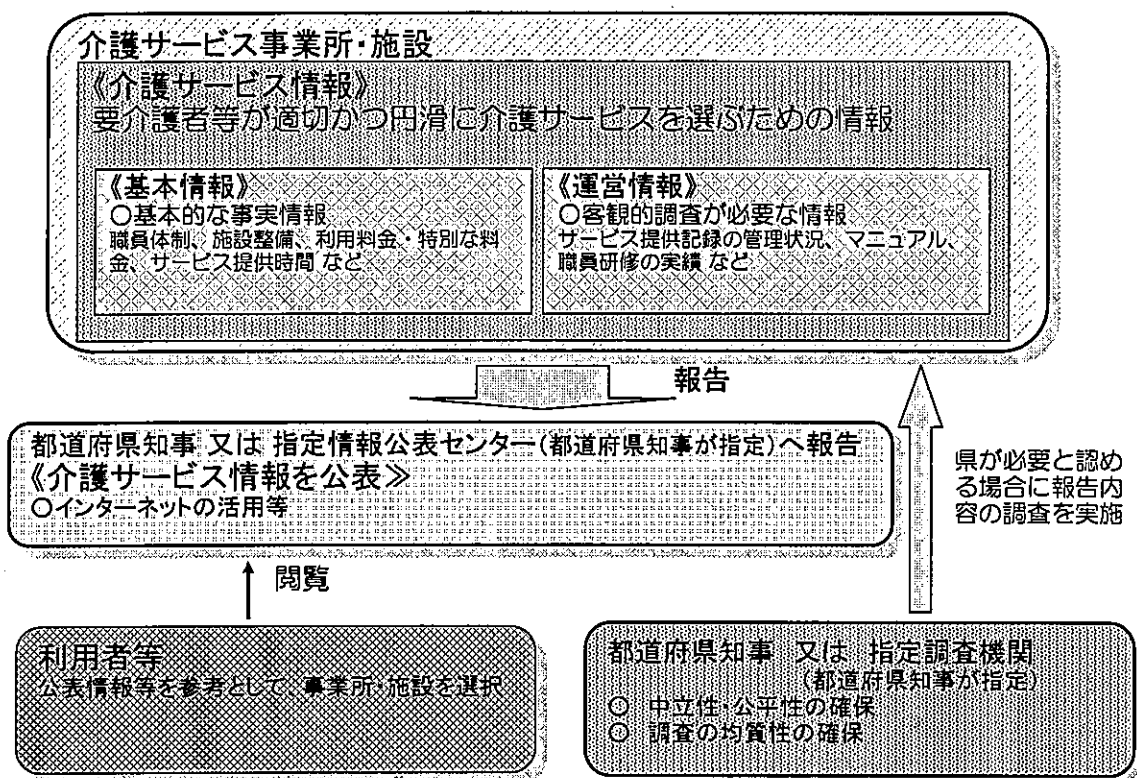 介護サービス事業所・施設
《介護サービス情報》
要介護者等が適切かつ円滑に介護サービスを選ぶための情報
《基本情報》
○基本的な事実情報
職員体制、施設整備、利用料金・特別な料
金、サービス提供時間 など
《運営情報》
○客観的調査が必要な情報
サービス提供記録の管理状況、マニュアル、
職員研修の実績 など
報告
都道府県知事 又は 指定情報公表センター(都道府県知事が指定)へ報告
《介護サービス情報を公表≫
○インターネットの活用等
県が必要と認め
る場合に報告内
容の調査を実施
閲覧
利用者等
公表情報等を参考として、事業所・施設を選択
都道府県知事 又は 指定調査機関
(都道府県知事が指定)
○ 中立性・公平性の確保
○ 調査の均質性の確保